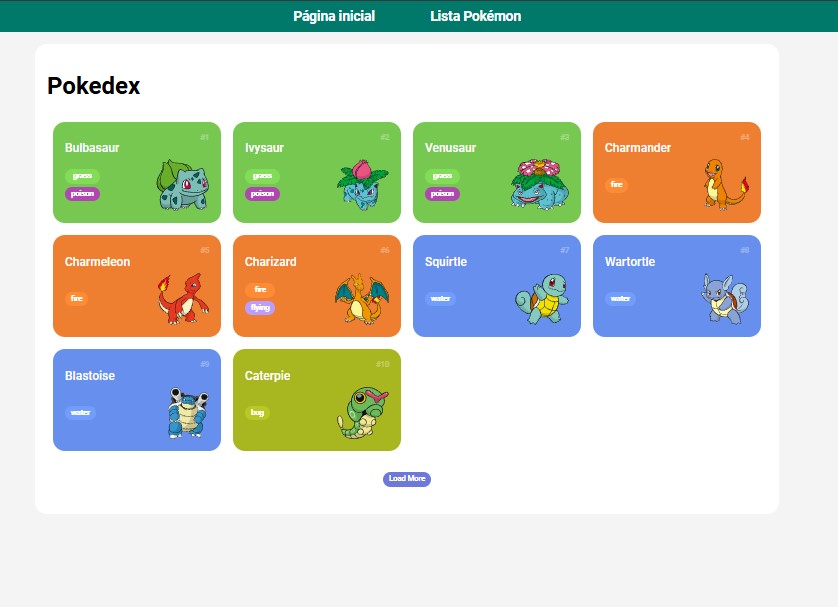 Página inicial Lista Pokémon
Pokedex
#1
Bulbasaur
grass
poison
#2
Ivysaur
grass
poison
#3
Venusaur
grass
poison
#4
Charmander
fire
#5
Charmeleon
fire
#6
Charizard
fire
flying
#7
Squirtle
water
#8
Wartortle
water
#9
Blastoise
water
#10
Caterpie
bug
Load More